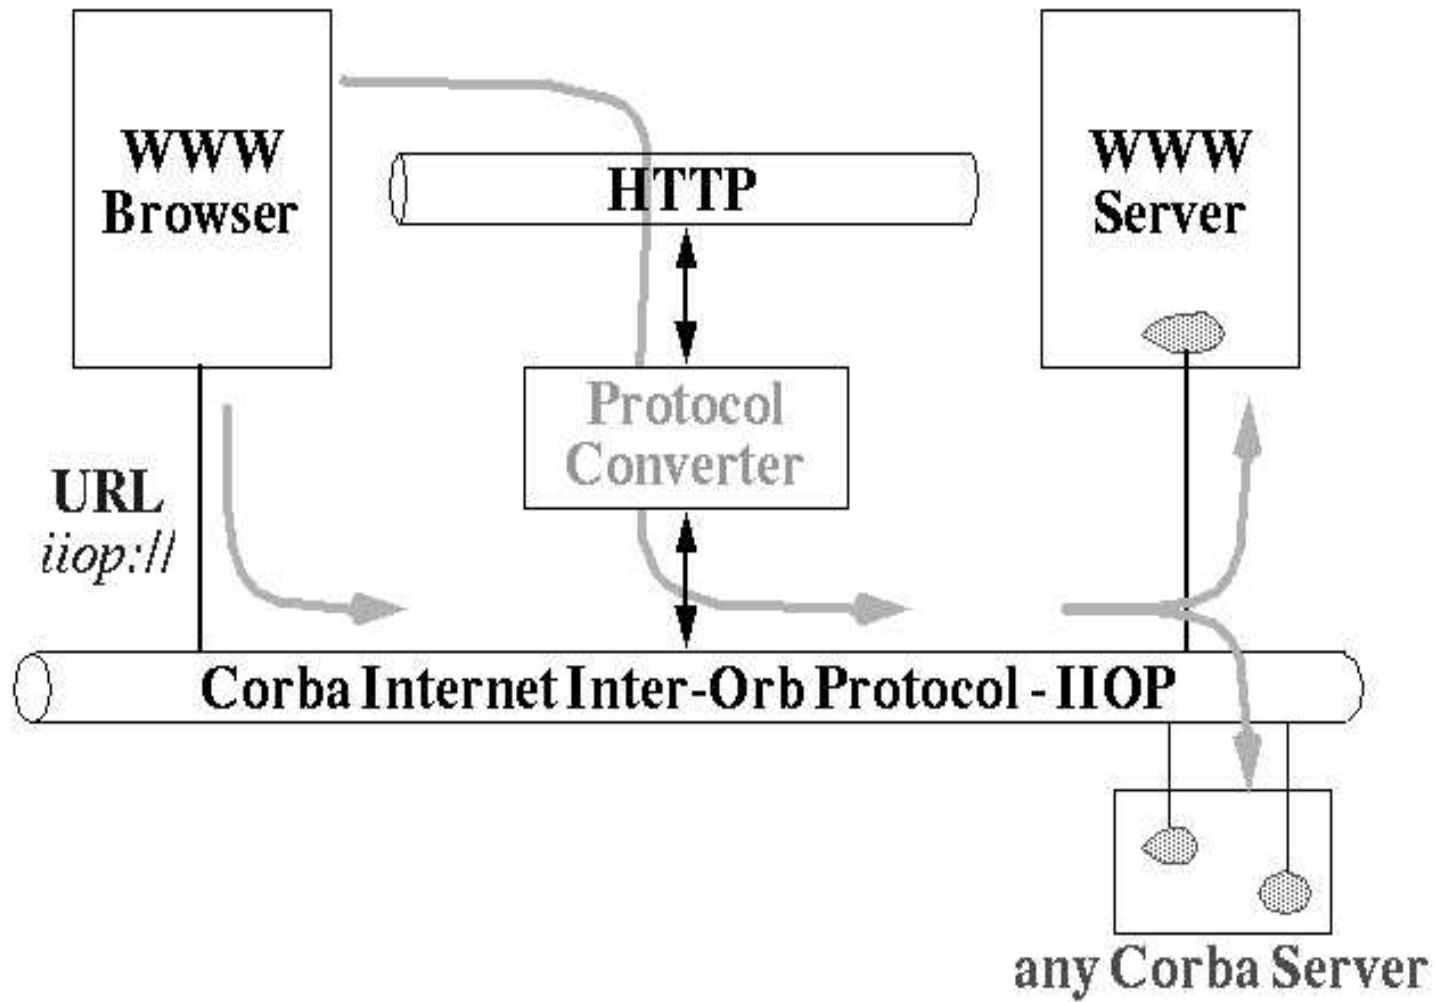 WWW
Browser
HTTP
WWW
Server
Protocol
Converter
URL
iiop://
Corba Internet Inter-Orb Protocol - IIOP
any Corba Server